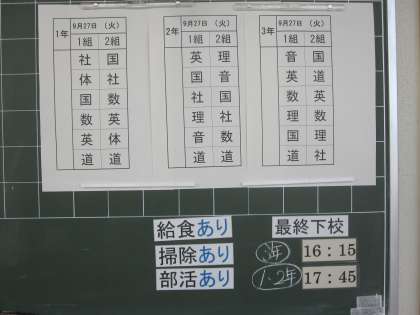 1年 9月27日 (火)
1組 2組
社 国
体 社
国 数
数 英
英 体
道 道
2年 9月27日 (火)
1組 2組
英 理
国 音
社 国
理 社
音 数
道 道
3年 9月27日 (火)
1組 2組
音 国
英 道
数 英
理 数
国 理
道 社
給食あり
掃除あり
部活あり
最終下校
年 16:15
1・2年 17:45